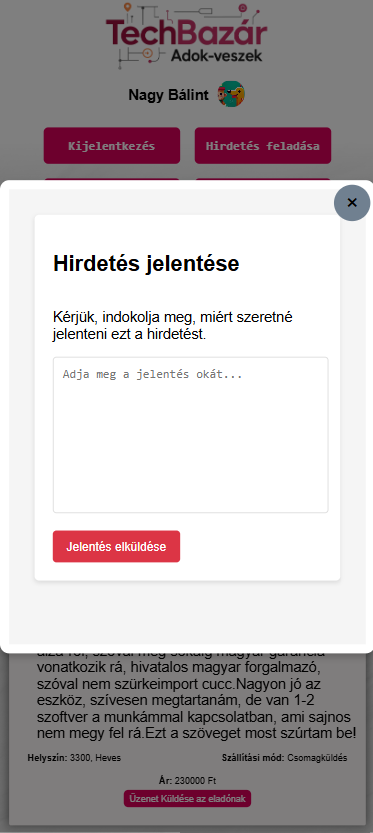 TechBazár
Adok-veszek
Nagy Bálint
Kijelentkezés
Hirdetés feladása
×
Hirdetés jelentése
Kérjük, indokolja meg, miért szeretné
jelenteni ezt a hirdetést.
Adja meg a jelentés okát...
Jelentés elküldése
vonatkozik rá, hivatalos magyar forgalmazó,
szóval nem szürkeimport cucc.Nagyon jó az
eszköz, szívesen megtartanám, de van 1-2
szoftver a munkámmal kapcsolatban, ami sajnos
nem megy fel rá.Ezt a szöveget most szúrtam be!
Helyszín: 3300, Heves
Szállítási mód: Csomagküldés
Ár: 230000 Ft
Üzenet Küldése az eladónak